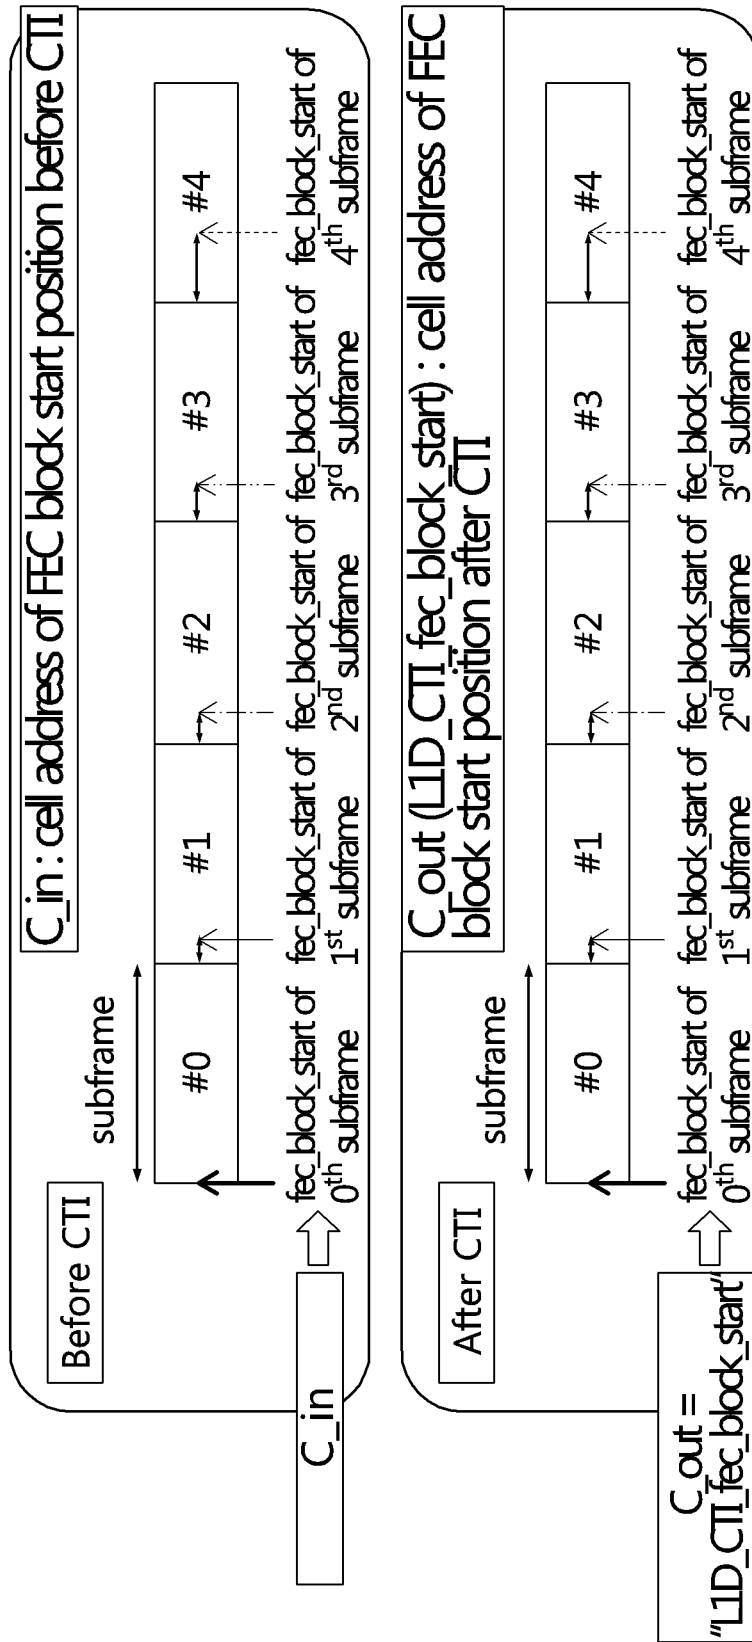 C_in : cell address of FEC block start position before CTI
Before CTI
subframe
#0
#1
#2
#3
#4
C_in
fec_block_start of
0th subframe
fec_block_start of
1st subframe
fec_block_start of
2nd subframe
fec_block_start of
3rd subframe
fec_block_start of
4th subframe
C_out (L1D_CTI_fec_block_start) : cell address of FEC
block start position after CTI
After CTI
subframe
#0
#1
#2
#3
#4
C_out =
“L1D_CTI_fec_block_start”
fec_block_start of
0th subframe
fec_block_start of
1st subframe
fec_block_start of
2nd subframe
fec_block_start of
3rd subframe
fec_block_start of
4th subframe